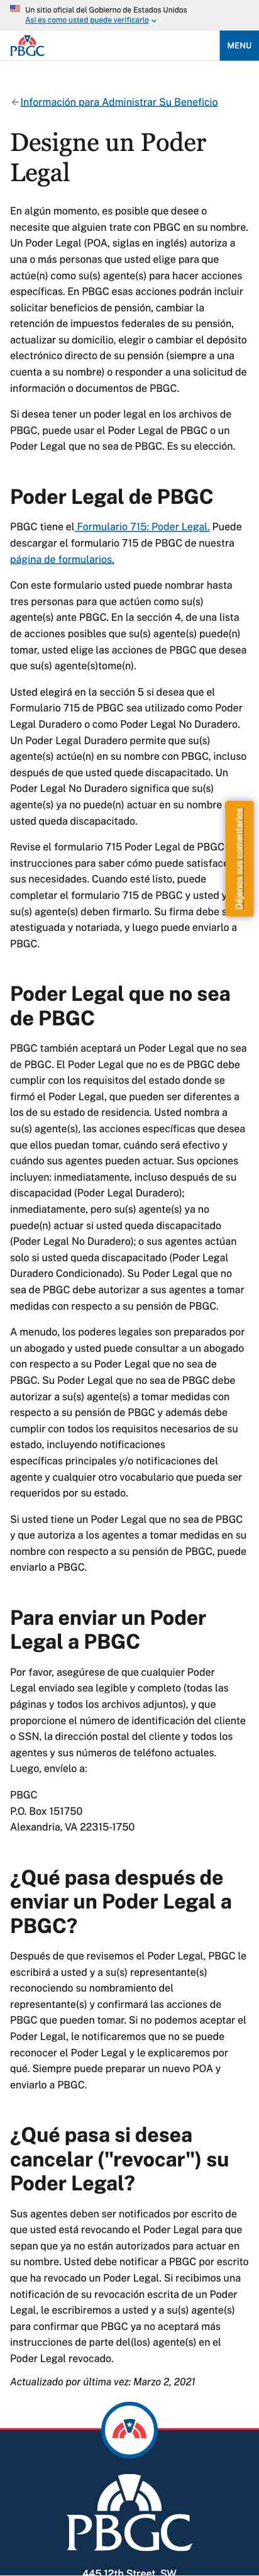 Un sitio oficial del Gobierno de Estados Unidos
Así es como usted puede verificarlo
PBGC
MENU
Información para Administrar Su Beneficio
Designe un Poder
Legal
En algún momento, es posible que desee o
necesite que alguien trate con PBGC en su nombre.
Un Poder Legal (POA, siglas en inglés) autoriza a
una o más personas que usted elige para que
actúe(n) como su(s) agente(s) para hacer acciones
específicas. En PBGC esas acciones podrán incluir
solicitar beneficios de pensión, cambiar la
retención de impuestos federales de su pensión,
actualizar su domicilio, elegir o cambiar el depósito
electrónico directo de su pensión (siempre a una
cuenta a su nombre) o responder a una solicitud de
información o documentos de PBGC.
Si desea tener un poder legal en los archivos de
PBGC, puede usar el Poder Legal de PBGC o un
Poder Legal que no sea de PBGC. Es su elección.
Poder Legal de PBGC
PBGC tiene el Formulario 715: Poder Legal. Puede
descargar el formulario 715 de PBGC de nuestra
página de formularios.
Con este formulario usted puede nombrar hasta
tres personas para que actúen como su(s)
agente(s) ante PBGC. En la sección 4, de una lista
de acciones posibles que su(s) agente(s) puede(n)
tomar, usted elige las acciones de PBGC que desea
que su(s) agente(s)tome(n).
Usted elegirá en la sección 5 si desea que el
Formulario 715 de PBGC sea utilizado como Poder
Legal Duradero o como Poder Legal No Duradero.
Un Poder Legal Duradero permite que su(s)
agente(s) actúe(n) en su nombre con PBGC, incluso
después de que usted quede discapacitado. Un
Poder Legal No Duradero significa que su(s)
agente(s) ya no puede(n) actuar en su nombre
usted queda discapacitado.
Revise el formulario 715 Poder Legal de PBGC
instrucciones para saber cómo puede
sus necesidades. Cuando esté listo, puede
completar el formulario 715 de PBGC y usted y
su(s) agente(s) deben firmarlo. Su firma debe
atestiguada y notariada, y luego puede enviarlo a
PBGC.
Déjenos sus comentarios
Poder Legal que no sea
de PBGC
PBGC también aceptará un Poder Legal que no sea
de PBGC. El Poder Legal que no es de PBGC debe
cumplir con los requisitos del estado donde se
firmó el Poder Legal, que pueden ser diferentes a
los de su estado de residencia. Usted nombra a
su(s) agente(s), las acciones específicas que desea
que ellos puedan tomar, cuándo será efectivo y
cuándo sus agentes pueden actuar. Sus opciones
incluyen: inmediatamente, incluso después de su
discapacidad (Poder Legal Duradero);
inmediatamente, pero su(s) agente(s) ya no
puede(n) actuar si usted queda discapacitado
(Poder Legal No Duradero); o sus agentes actúan
solo si usted queda discapacitado (Poder Legal
Duradero Condicionado). Su Poder Legal que no
sea de PBGC debe autorizar a sus agentes a tomar
medidas con respecto a su pensión de PBGC.
A menudo, los poderes legales son preparados por
un abogado y usted puede consultar a un abogado
con respecto a su Poder Legal que no sea de
PBGC. Su Poder Legal que no sea de PBGC debe
autorizar a su(s) agente(s) a tomar medidas con
respecto a su pensión de PBGC y además debe
cumplir con todos los requisitos necesarios de su
estado, incluyendo notificaciones
específicas principales y/o notificaciones del
agente y cualquier otro vocabulario que pueda ser
requeridos por su estado.
Si usted tiene un Poder Legal que no sea de PBGC
y que autoriza a los agentes a tomar medidas en su
nombre con respecto a su pensión de PBGC, puede
enviarlo a PBGC.
Para enviar un Poder
Legal a PBGC
Por favor, asegúrese de que cualquier Poder
Legal enviado sea legible y completo (todas las
páginas y todos los archivos adjuntos), y que
proporcione el número de identificación del cliente
o SSN, la dirección postal del cliente y todos los
agentes y sus números de teléfono actuales.
Luego, envíelo a:
PBGC
P.O. Box 151750
Alexandria, VA 22315-1750
¿Qué pasa después de
enviar un Poder Legal a
PBGC?
Después de que revisemos el Poder Legal, PBGC le
escribirá a usted y a su(s) representante(s)
reconociendo su nombramiento del
representante(s) y confirmará las acciones de
PBGC que pueden tomar. Si no podemos aceptar el
Poder Legal, le notificaremos que no se puede
reconocer el Poder Legal y le explicaremos por
qué. Siempre puede preparar un nuevo POA y
enviarlo a PBGC.
¿Qué pasa si desea
cancelar ("revocar") su
Poder Legal?
Sus agentes deben ser notificados por escrito de
que usted está revocando el Poder Legal para que
sepan que ya no están autorizados para actuar en
su nombre. Usted debe notificar a PBGC por escrito
que ha revocado un Poder Legal. Si recibimos una
notificación de su revocación escrita de un Poder
Legal, le escribiremos a usted y a su(s) agente(s)
para confirmar que PBGC ya no aceptará más
instrucciones de parte del(los) agente(s) en el
Poder Legal revocado.
Actualizado por última vez: Marzo 2, 2021
PBGC
445 12th Street, SW